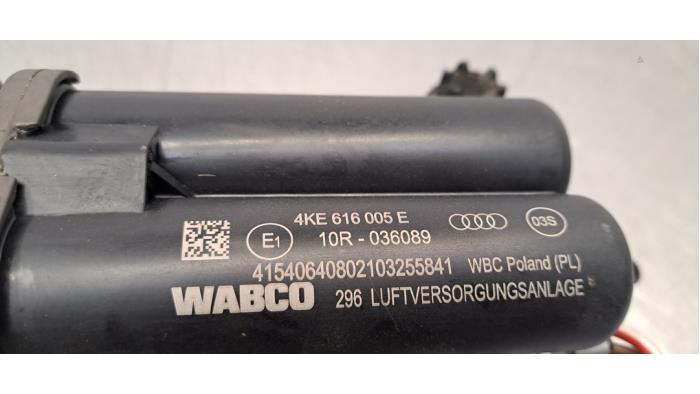 4KE 616 005 E
03S
E1
10R - 036089
41540640802103255841 WBC Poland (PL)
WABCO 296 LUFTVERSORGUNGSANLAGE